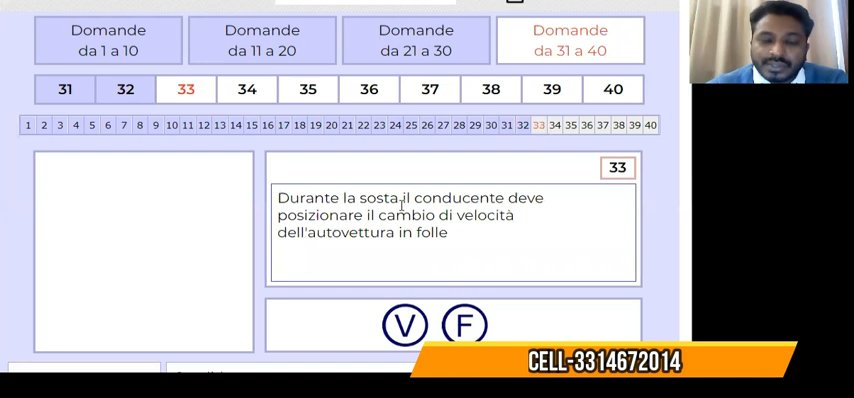 Domande
da 1 a 10
Domande
da 11 a 20
Domande
da 21 a 30
Domande
da 31 a 40
31 32 33 34 35 36 37 38 39 40
1 2 3 4 5 6 7 8 9 10 11 12 13 14 15 16 17 18 19 20 21 22 23 24 25 26 27 28 29 30 31 32 33 34 35 36 37 38 39 40
33
Durante la sosta il conducente deve
posizionare il cambio di velocità
dell'autovettura in folle
V F
CELL-3314672014